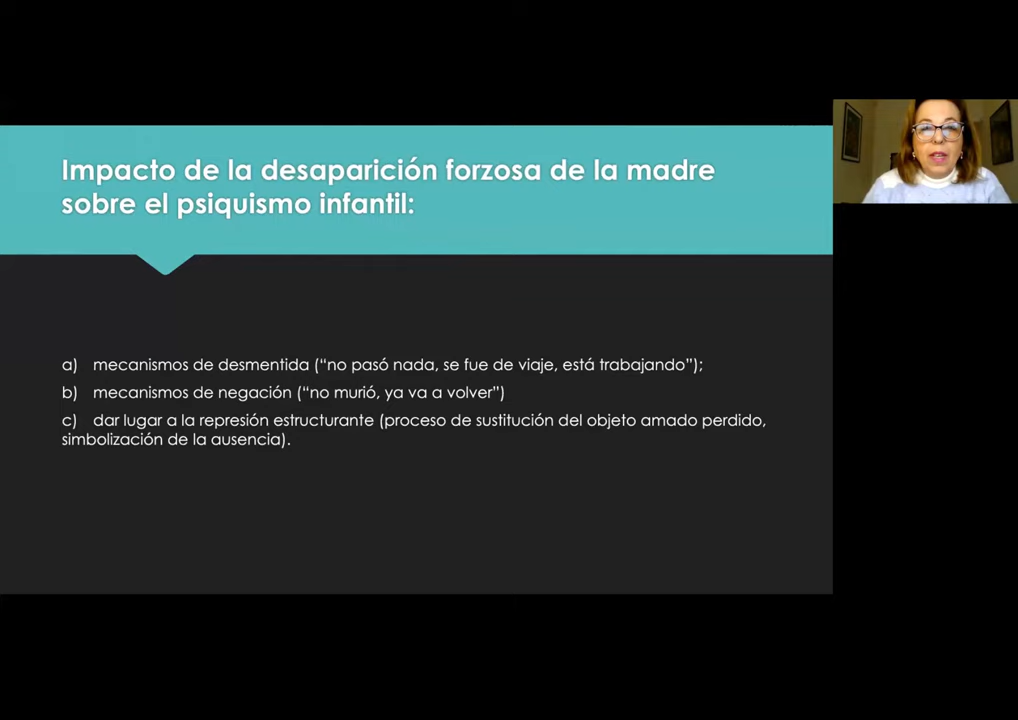 Impacto de la desaparición forzosa de la madre
sobre el psiquismo infantil:
a) mecanismos de desmentida (“no pasó nada, se fue de viaje, está trabajando”);
b) mecanismos de negación (“no murió, ya va a volver”)
c) dar lugar a la represión estructurante (proceso de sustitución del objeto amado perdido,
simbolización de la ausencia).